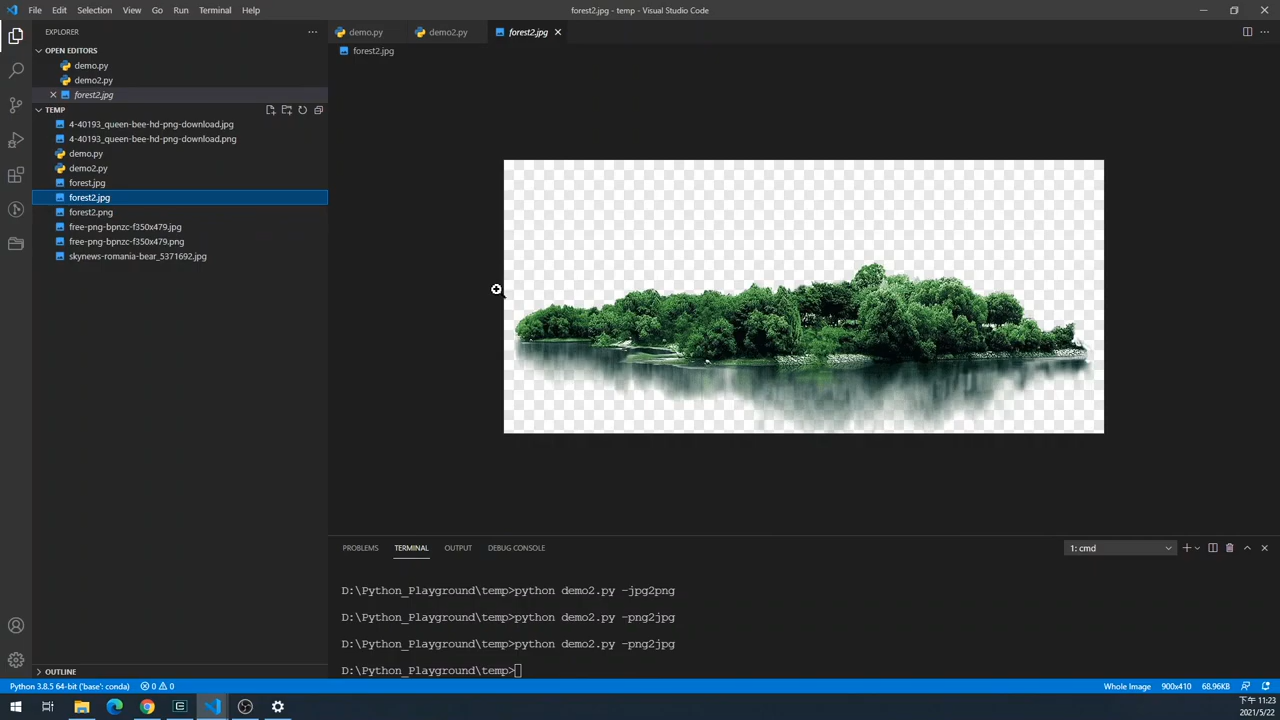 File Edit Selection View Go Run Terminal Help
forest2.jpg - temp - Visual Studio Code
EXPLORER
OPEN EDITORS
demo.py
demo2.py
forest2.jpg
TEMP
4-40193_queen-bee-hd-png-download.jpg
4-40193_queen-bee-hd-png-download.png
demo.py
demo2.py
forest.jpg
forest2.jpg
forest2.png
free-png-bpnzc-f350x479.jpg
free-png-bpnzc-f350x479.png
skynews-romania-bear_5371692.jpg
OUTLINE
demo.py demo2.py forest2.jpg
forest2.jpg
PROBLEMS TERMINAL OUTPUT DEBUG CONSOLE
1: cmd
D:\Python_Playground\temp>python demo2.py -jpg2png
D:\Python_Playground\temp>python demo2.py -png2jpg
D:\Python_Playground\temp>python demo2.py -png2jpg
D:\Python_Playground\temp>
Python 3.8.5 64-bit ('base': conda) 0 0
Whole Image 900x410 68.96KB
下午 11:23
2021/5/22